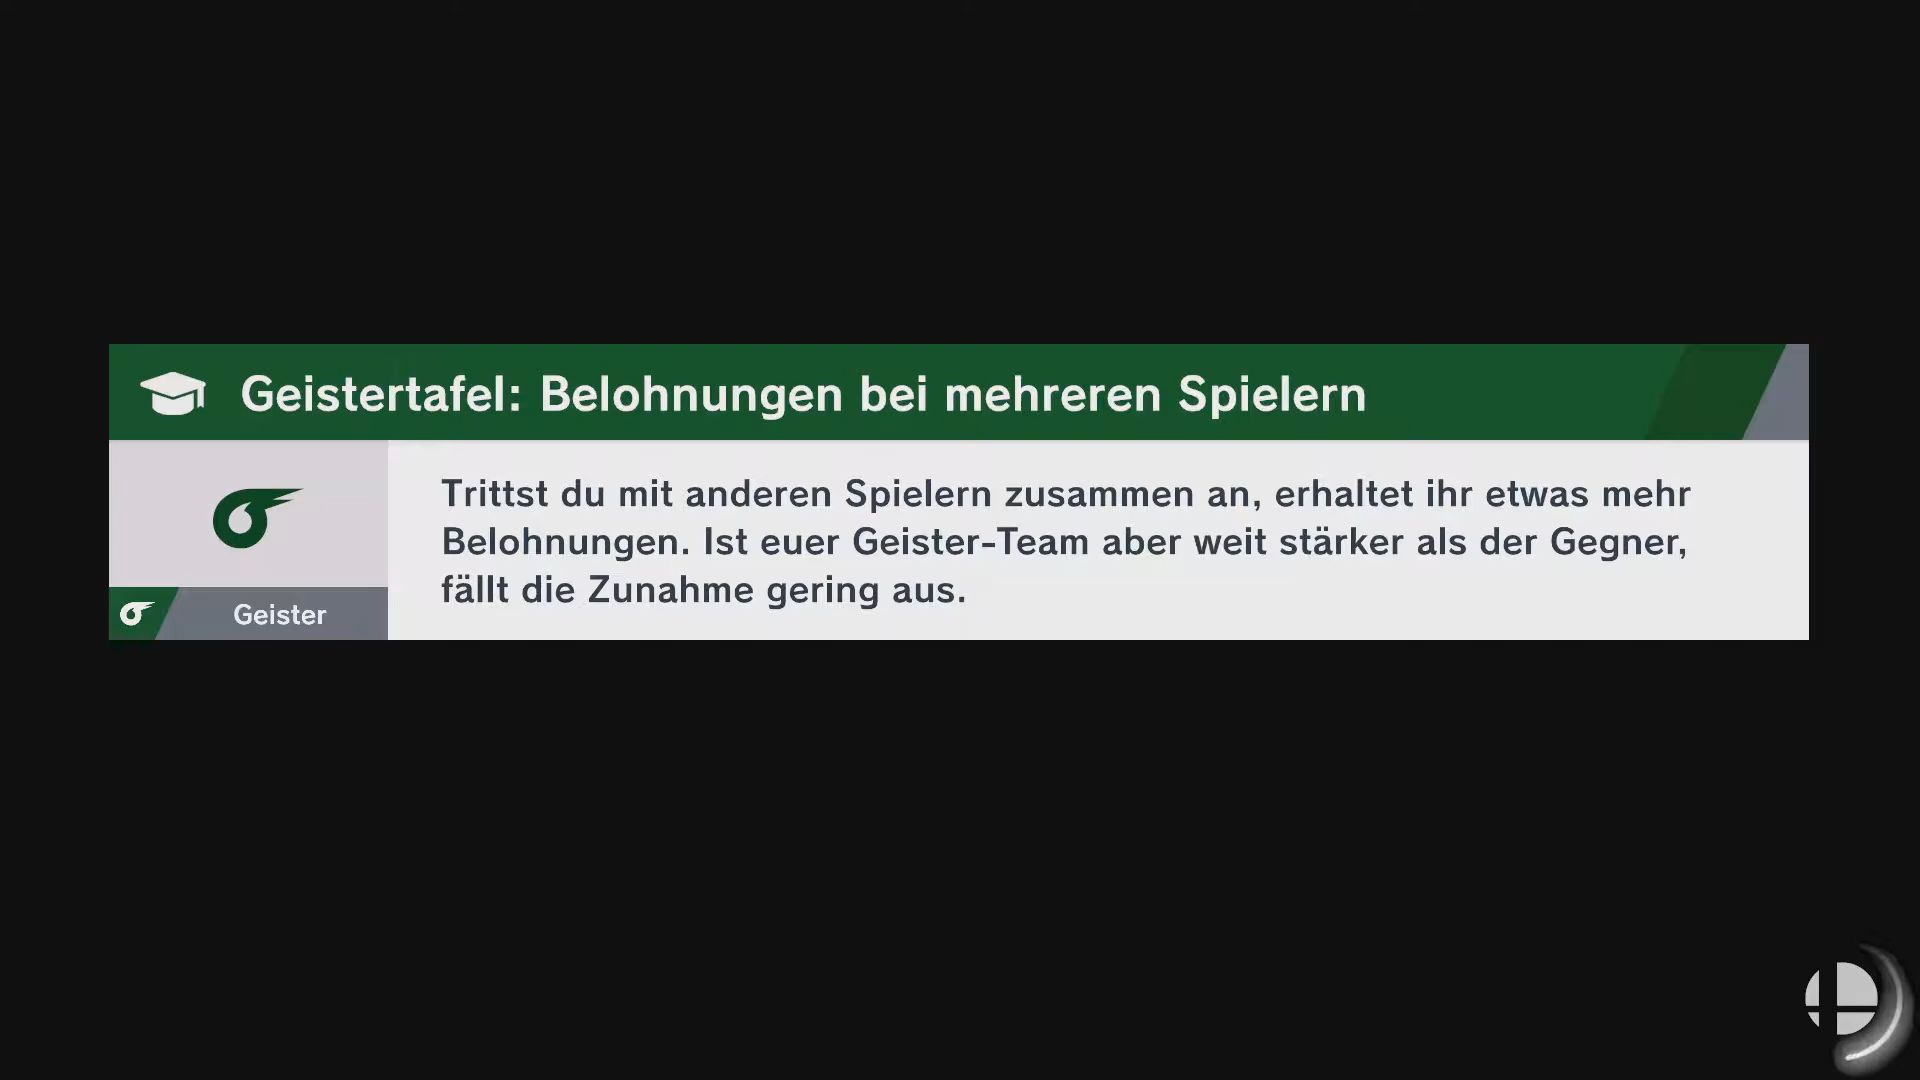 Geistertafel: Belohnungen bei mehreren Spielern
Trittst du mit anderen Spielern zusammen an, erhaltet ihr etwas mehr
Belohnungen. Ist euer Geister-Team aber weit stärker als der Gegner,
fällt die Zunahme gering aus.
Geister